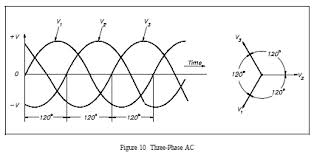 +V
V₁
V₂
V₃
0
Time
-V
120°
120°
120°
V₃
120°
120°
V₂
120°
V₁
Figure 10 Three-Phase AC